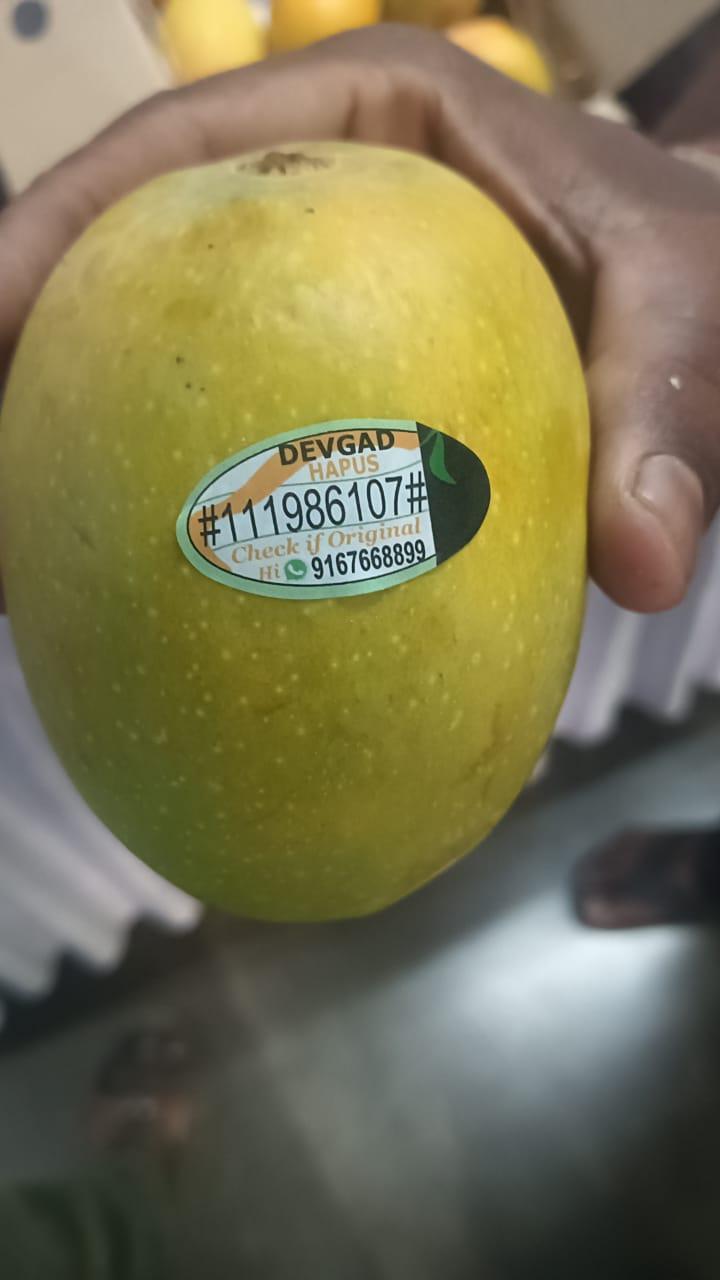 DEVGAD
HAPUS
#111986107#
Check if Original
Hi 9167668899